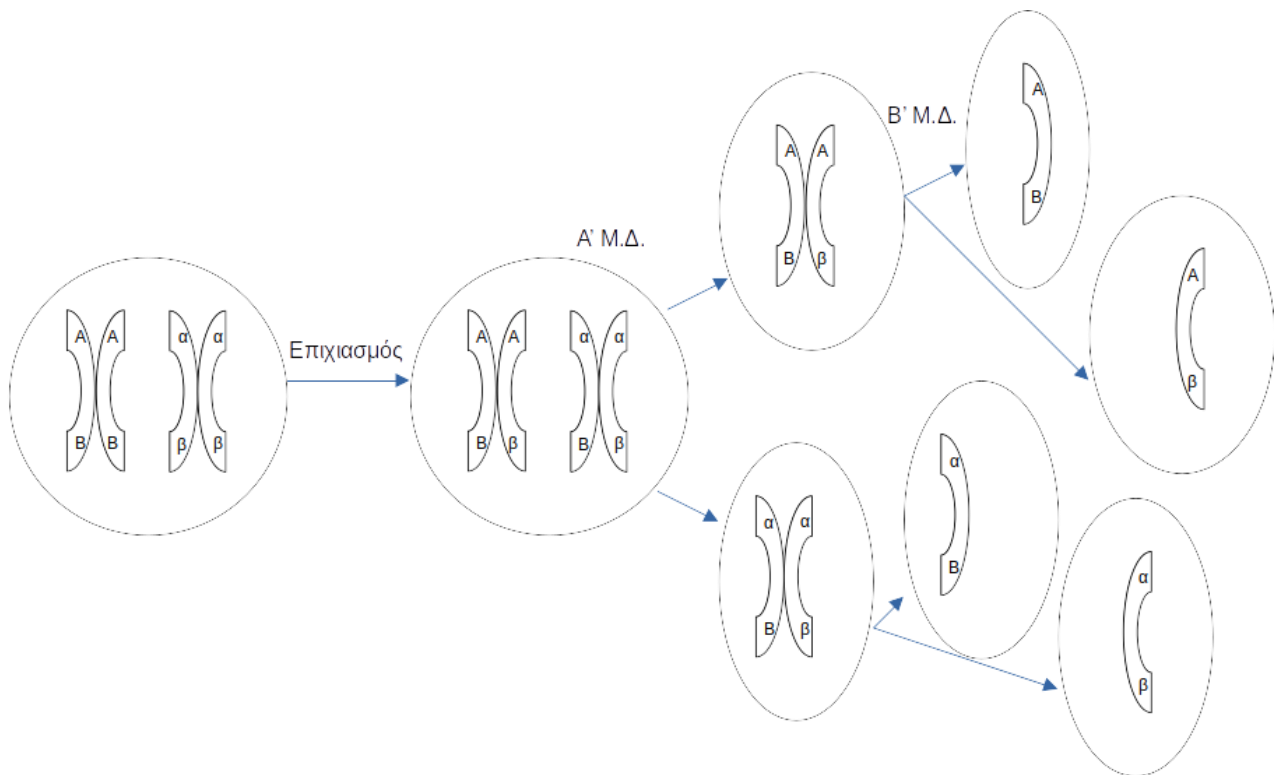 Επιχιασμός
Α' Μ.Δ.
Β' Μ.Δ.
Α Α α α
Β Β β β
Α Α α α
Β β Β β
Α Α
Β β
α α
Β β
Α
Β
Α
β
α
Β
α
β